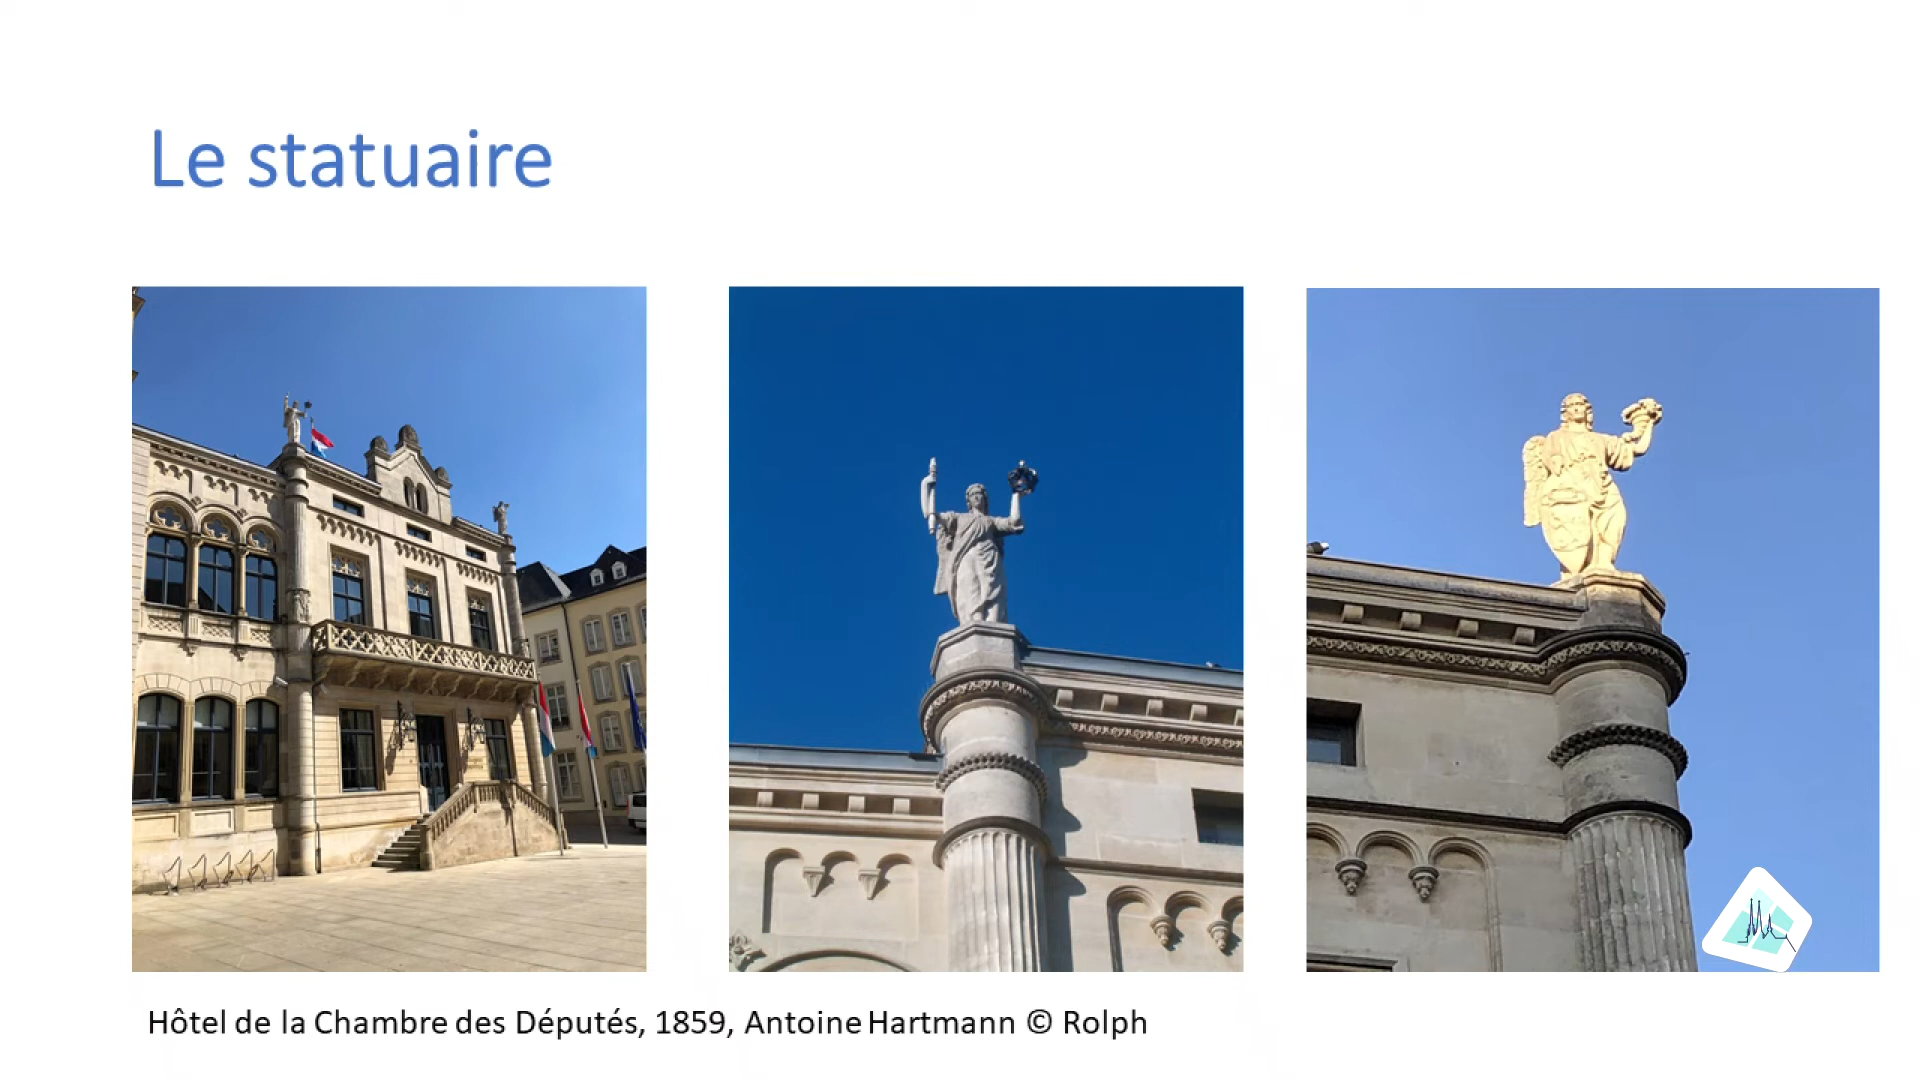 Le statuaire
Hôtel de la Chambre des Députés, 1859, Antoine Hartmann © Rolph